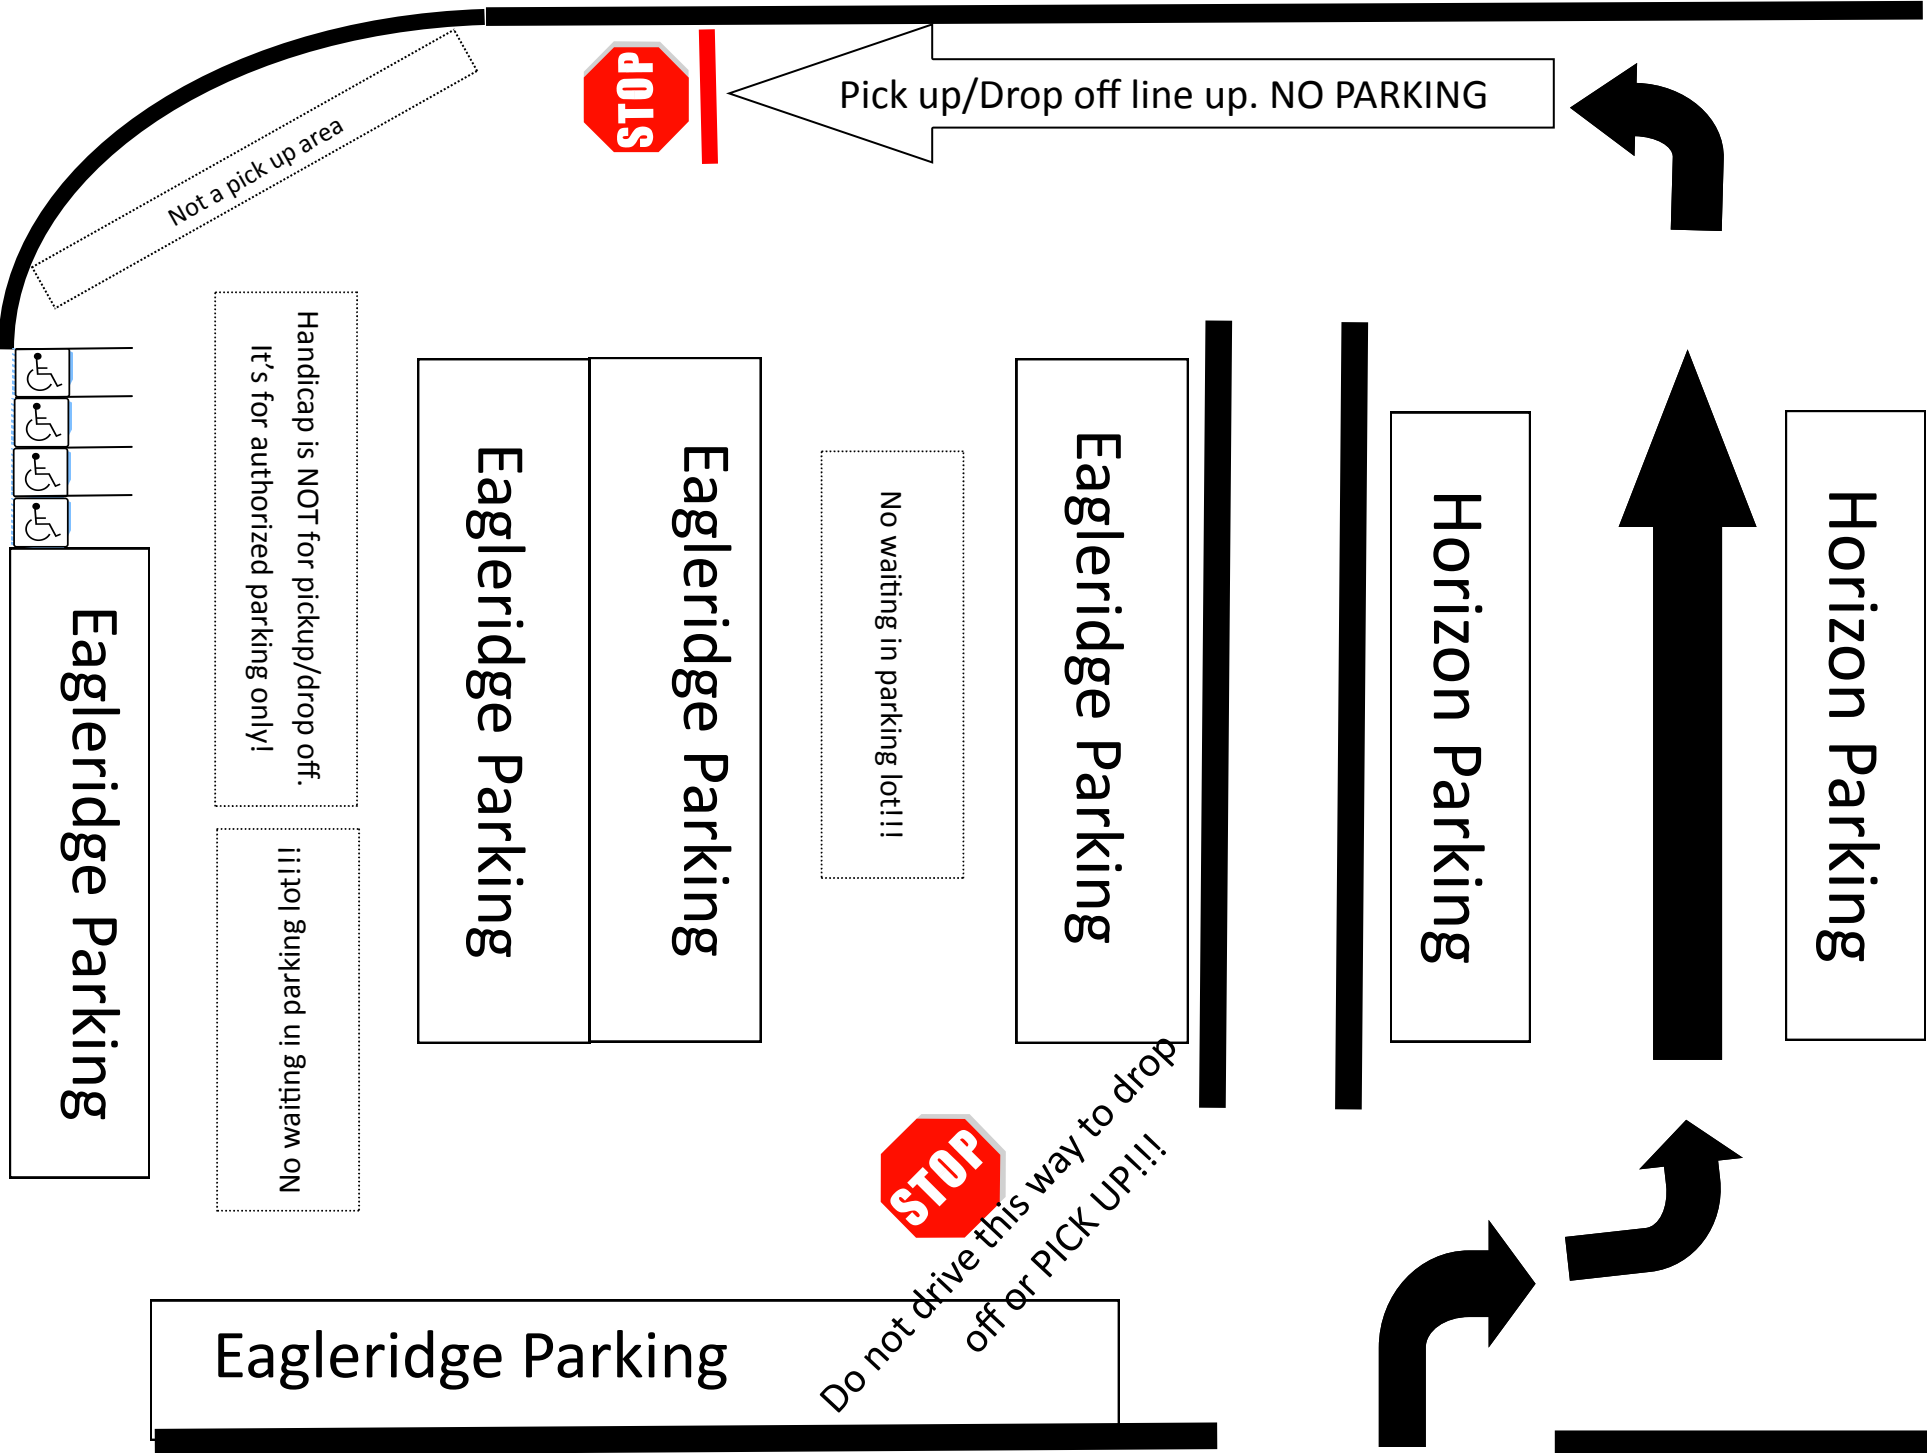 STOP
Pick up/Drop off line up. NO PARKING
Not a pick up area
Handicap is NOT for pickup/drop off.
It's for authorized parking only!
Eagleridge Parking
Eagleridge Parking
Eagleridge Parking
No waiting in parking lot!!!
Eagleridge Parking
Horizon Parking
Horizon Parking
No waiting in parking lot!!!
STOP
Do not drive this way to drop
off or PICK UP!!!!
Eagleridge Parking